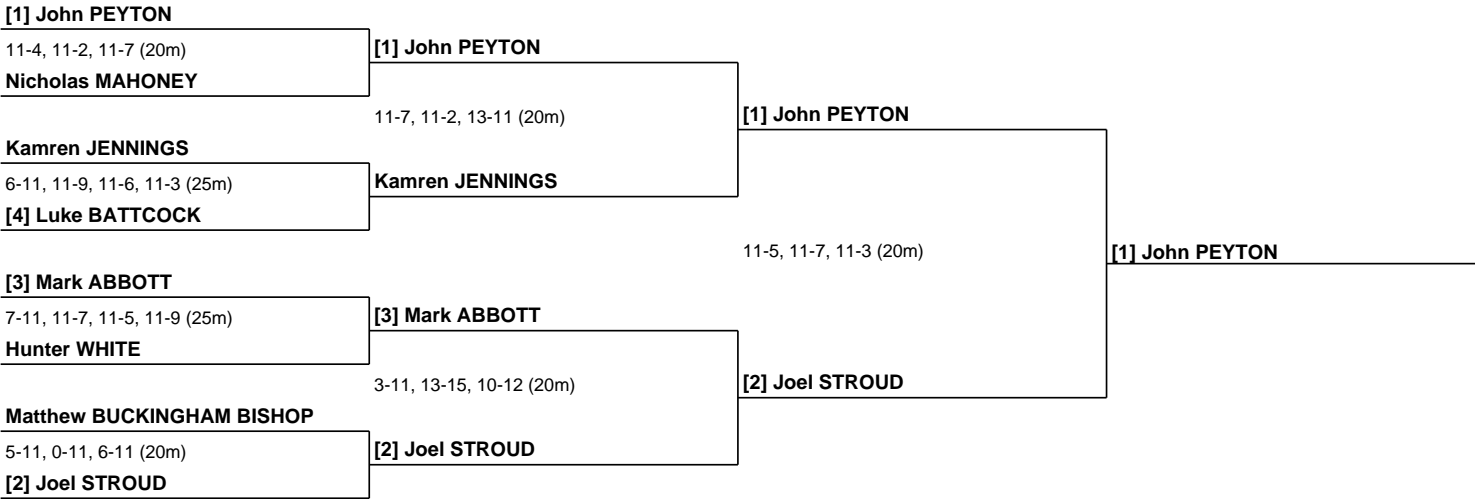 [1] John PEYTON
11-4, 11-2, 11-7 (20m)
Nicholas MAHONEY
Kamren JENNINGS
6-11, 11-9, 11-6, 11-3 (25m)
[4] Luke BATTCOCK
[3] Mark ABBOTT
7-11, 11-7, 11-5, 11-9 (25m)
Hunter WHITE
Matthew BUCKINGHAM BISHOP
5-11, 0-11, 6-11 (20m)
[2] Joel STROUD
[1] John PEYTON
11-7, 11-2, 13-11 (20m)
Kamren JENNINGS
[3] Mark ABBOTT
3-11, 13-15, 10-12 (20m)
[2] Joel STROUD
[1] John PEYTON
11-5, 11-7, 11-3 (20m)
[2] Joel STROUD
[1] John PEYTON